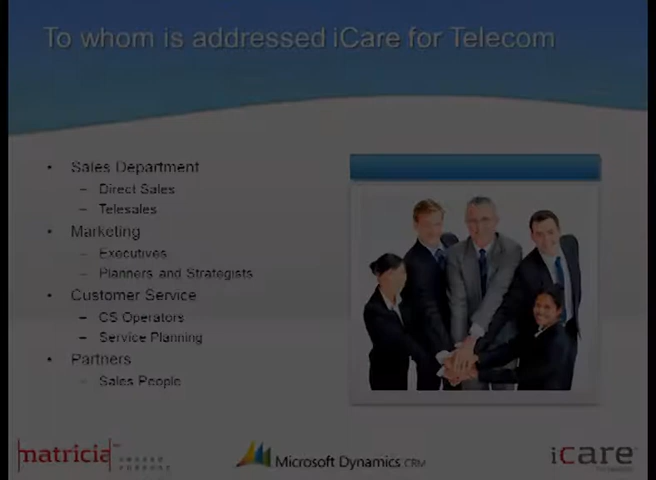 To whom is addressed iCare for Telecom
• Sales Department
– Direct Sales
– Telesales
• Marketing
– Executives
– Planners and Strategists
• Customer Service
– CS Operators
– Service Planning
• Partners
– Sales People
matricia
Microsoft Dynamics CRM
icare